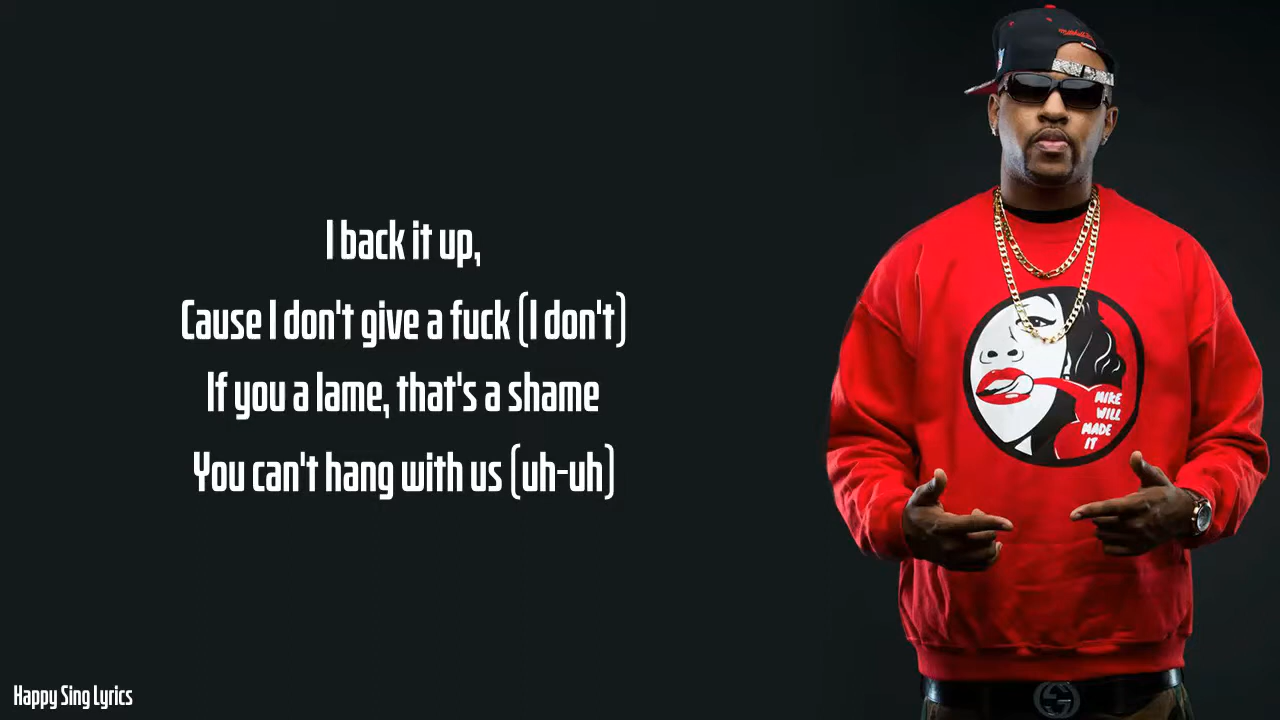 I back it up,
Cause I don't give a fuck (I don't)
If you a lame, that's a shame
You can't hang with us (uh-uh)
MIKE
WILL
MADE
IT
Happy Sing Lyrics